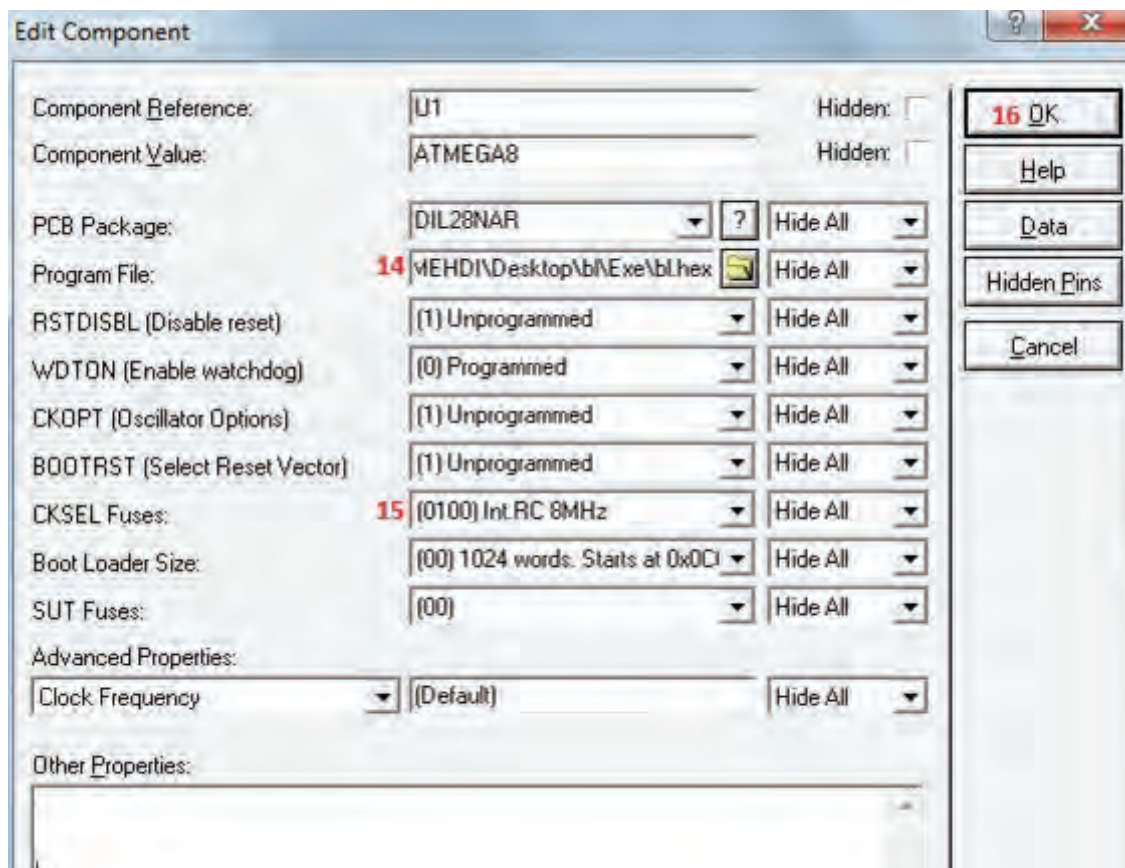 Edit Component
? X
Component Reference: U1 Hidden:
Component Value: ATMEGA8 Hidden:
PCB Package: DIL28NAR ? Hide All
Program File: 14 MEHDI\Desktop\bl\Exe\bl.hex Hide All
RSTDISBL (Disable reset) (1) Unprogrammed Hide All
WDTON (Enable watchdog) (0) Programmed Hide All
CKOPT (Oscillator Options) (1) Unprogrammed Hide All
BOOTRST (Select Reset Vector) (1) Unprogrammed Hide All
CKSEL Fuses: 15 (0100) Int.RC 8MHz Hide All
Boot Loader Size: (00) 1024 words. Starts at 0x0C Hide All
SUT Fuses: (00) Hide All
Advanced Properties:
Clock Frequency (Default) Hide All
Other Properties:
16 OK
Help
Data
Hidden Pins
Cancel